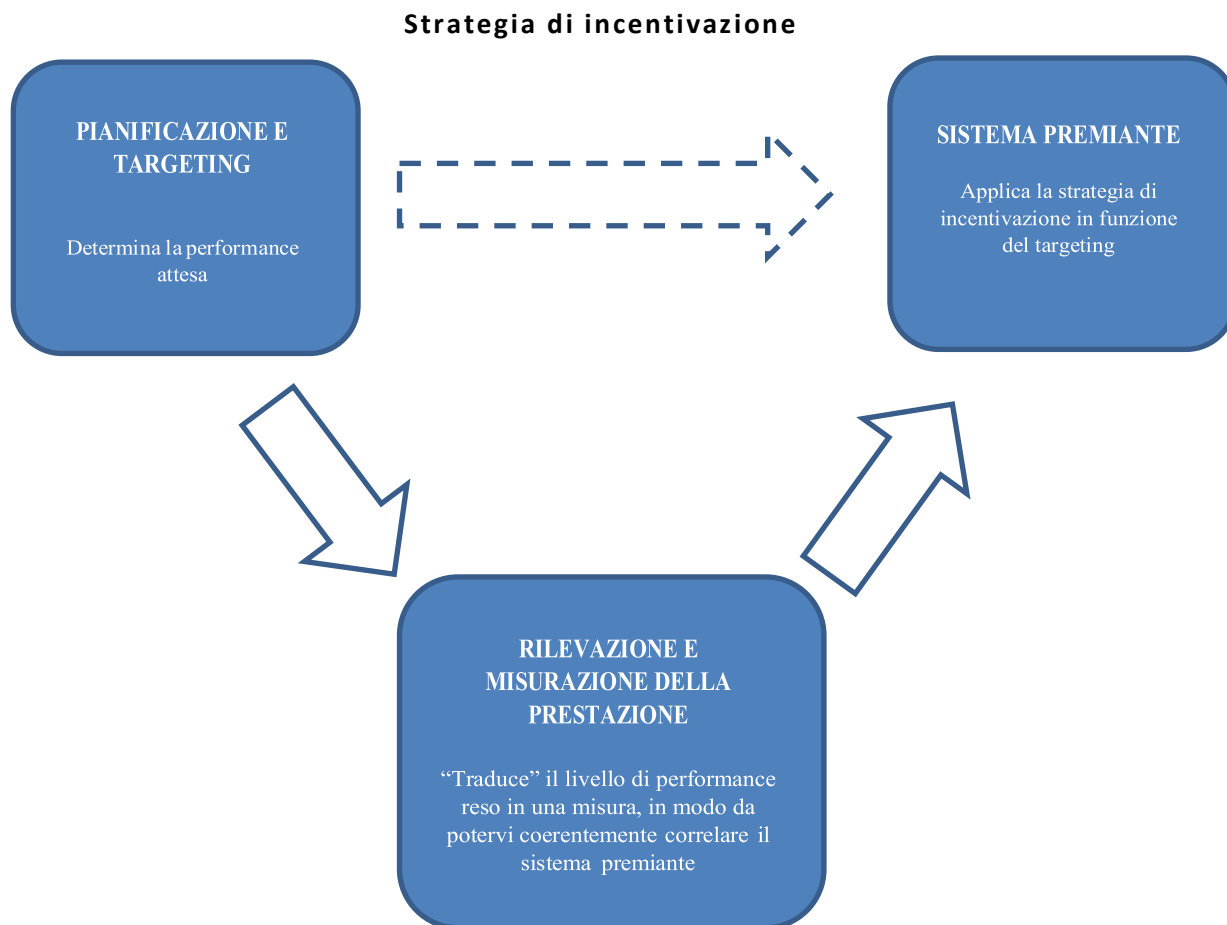 Strategia di incentivazione
PIANIFICAZIONE E
TARGETING
Determina la performance
attesa
SISTEMA PREMIANTE
Applica la strategia di
incentivazione in funzione
del targeting
RILEVAZIONE E
MISURAZIONE DELLA
PRESTAZIONE
“Traduce” il livello di performance
reso in una misura, in modo da
potervi coerentemente correlare il
sistema premiante